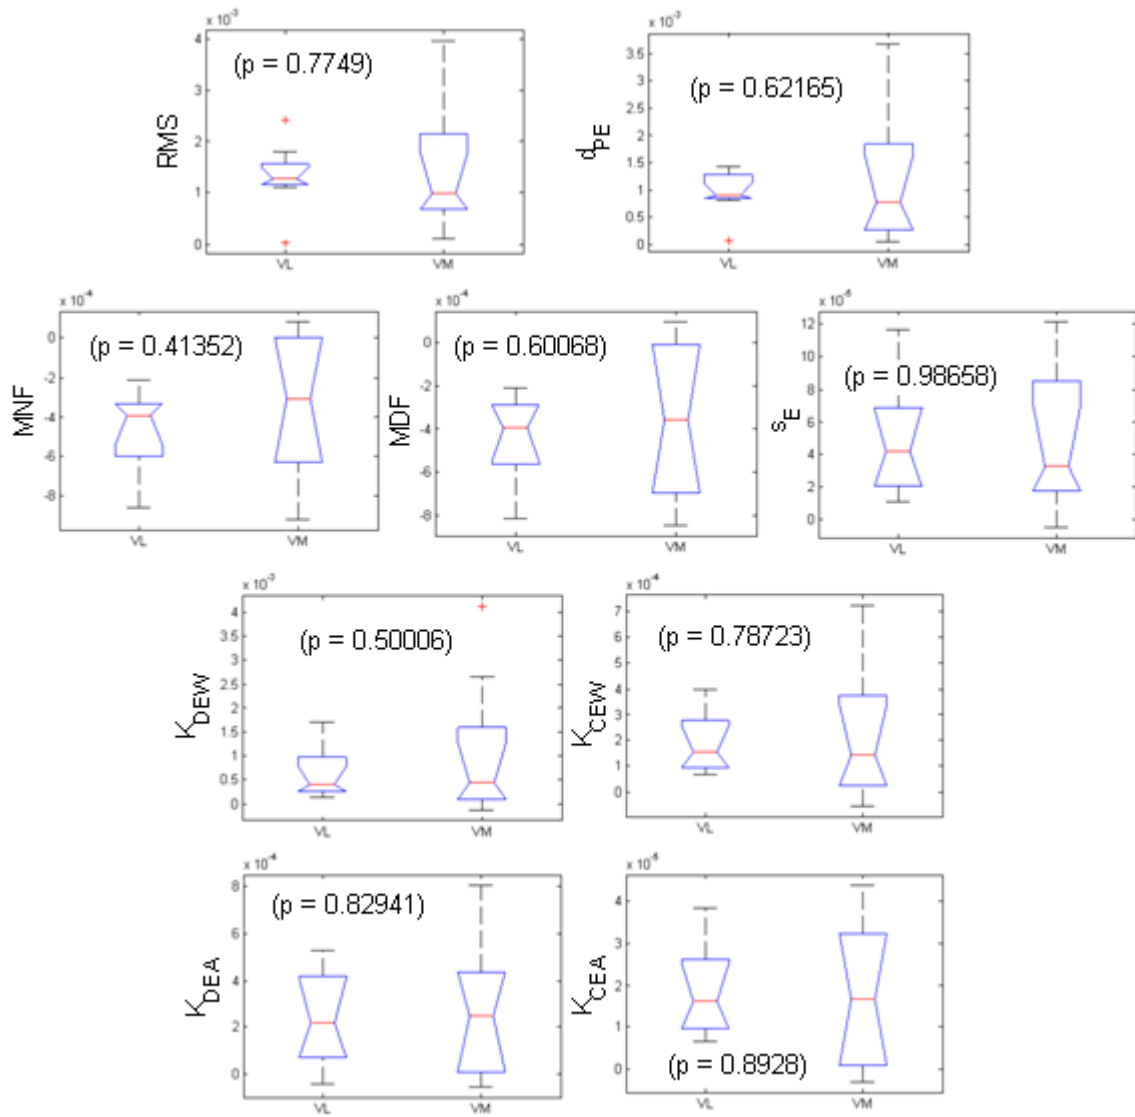 x 10^-3
4
3
2
1
0
RMS
(p = 0.7749)
VL VM
x 10^-3
3.5
3
2.5
2
1.5
1
0.5
0
d_PE
(p = 0.62165)
VL VM
x 10^-4
0
-2
-4
-6
-8
MNF
(p = 0.41352)
VL VM
x 10^-4
0
-2
-4
-6
-8
MDF
(p = 0.60068)
VL VM
12
10
8
6
4
2
0
s_E
(p = 0.98658)
VL VM
x 10^-3
4
3.5
3
2.5
2
1.5
1
0.5
0
K_DEW
(p = 0.50006)
VL VM
x 10^-4
7
6
5
4
3
2
1
0
K_CEW
(p = 0.78723)
VL VM
x 10^-4
8
6
4
2
0
K_DEA
(p = 0.82941)
VL VM
4
3
2
1
0
K_CEA
(p = 0.8928)
VL VM